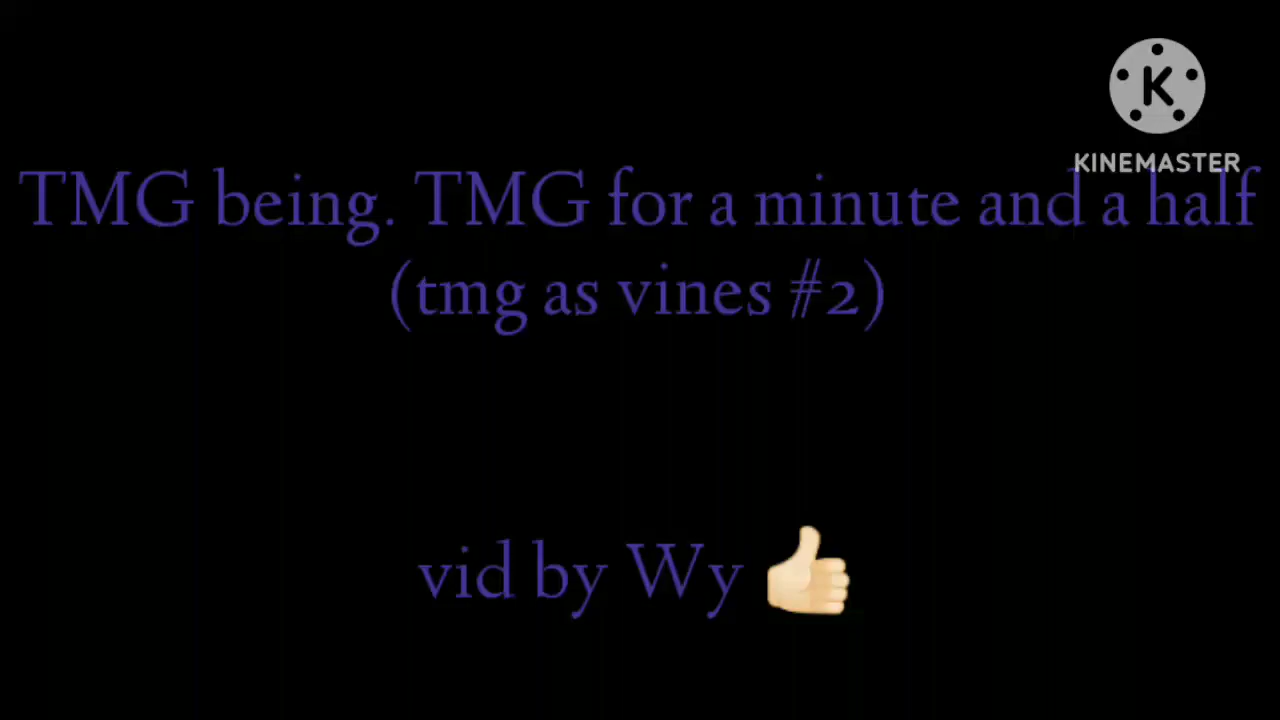 KINEMASTER
TMG being. TMG for a minute and a half
(tmg as vines #2)
vid by Wy 👍🏻